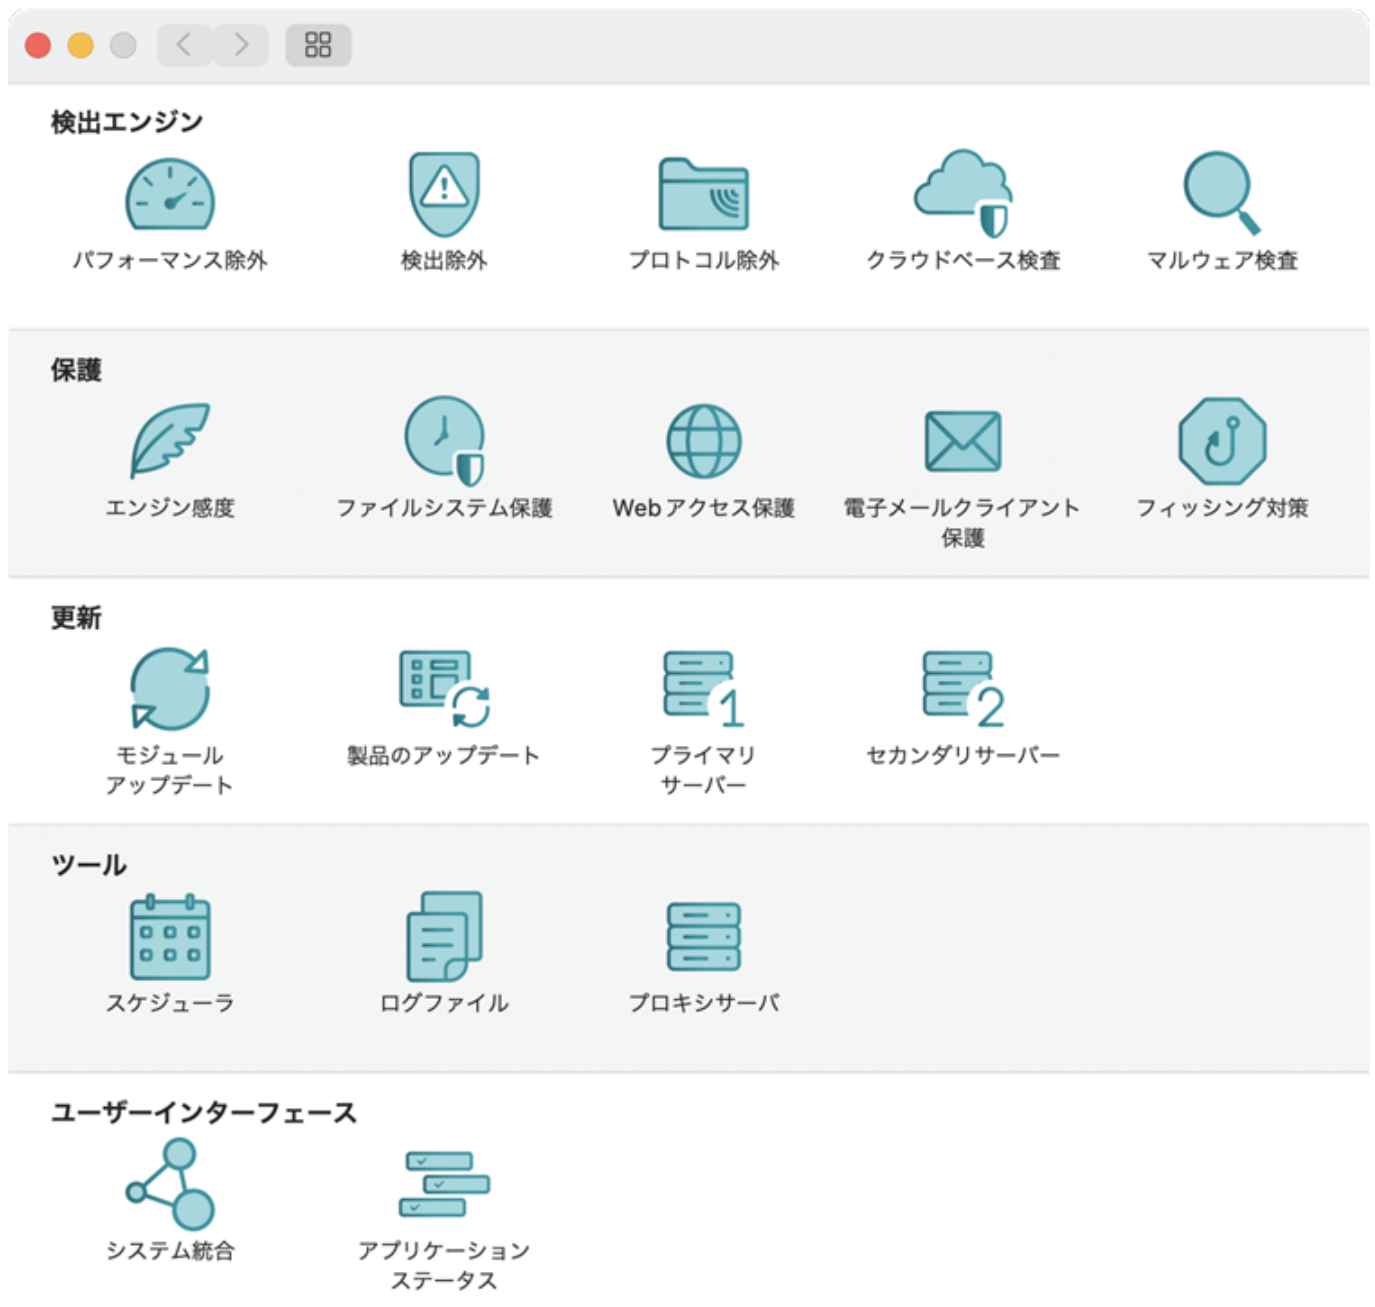 検出エンジン
パフォーマンス除外
検出除外
プロトコル除外
クラウドベース検査
マルウェア検査
保護
エンジン感度
ファイルシステム保護
Webアクセス保護
電子メールクライアント
保護
フィッシング対策
更新
モジュール
アップデート
製品のアップデート
1
プライマリ
サーバー
2
セカンダリサーバー
ツール
スケジューラ
ログファイル
プロキシサーバ
ユーザーインターフェース
システム統合
アプリケーション
ステータス